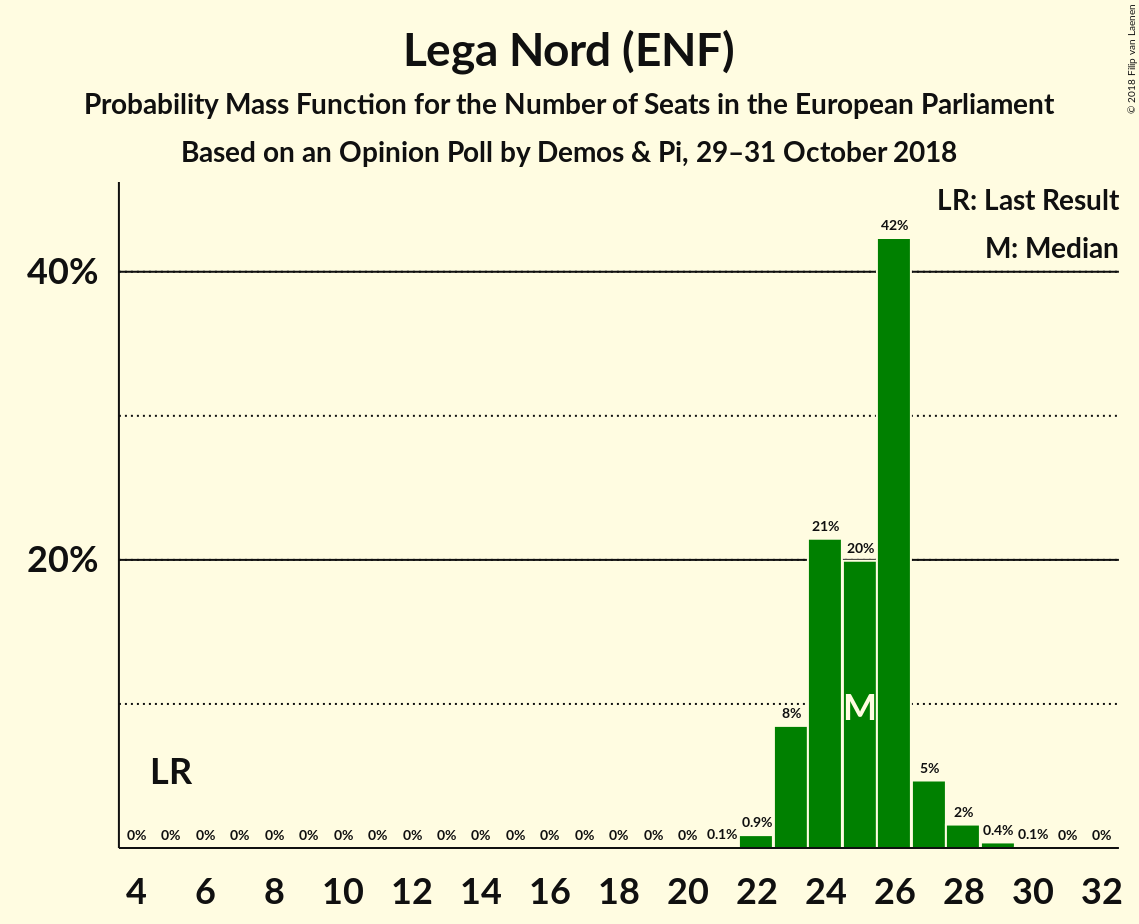 Lega Nord (ENF)
Probability Mass Function for the Number of Seats in the European Parliament
Based on an Opinion Poll by Demos & Pi, 29–31 October 2018
© 2018 Filip van Laenen
LR: Last Result
M: Median
42%
40%
21%
20%
20%
M
8%
LR
5%
2%
0% 0% 0% 0% 0% 0% 0% 0% 0% 0% 0% 0% 0% 0% 0% 0% 0% 0.1% 0.9% 0.4% 0.1% 0% 0%
4 6 8 10 12 14 16 18 20 22 24 26 28 30 32